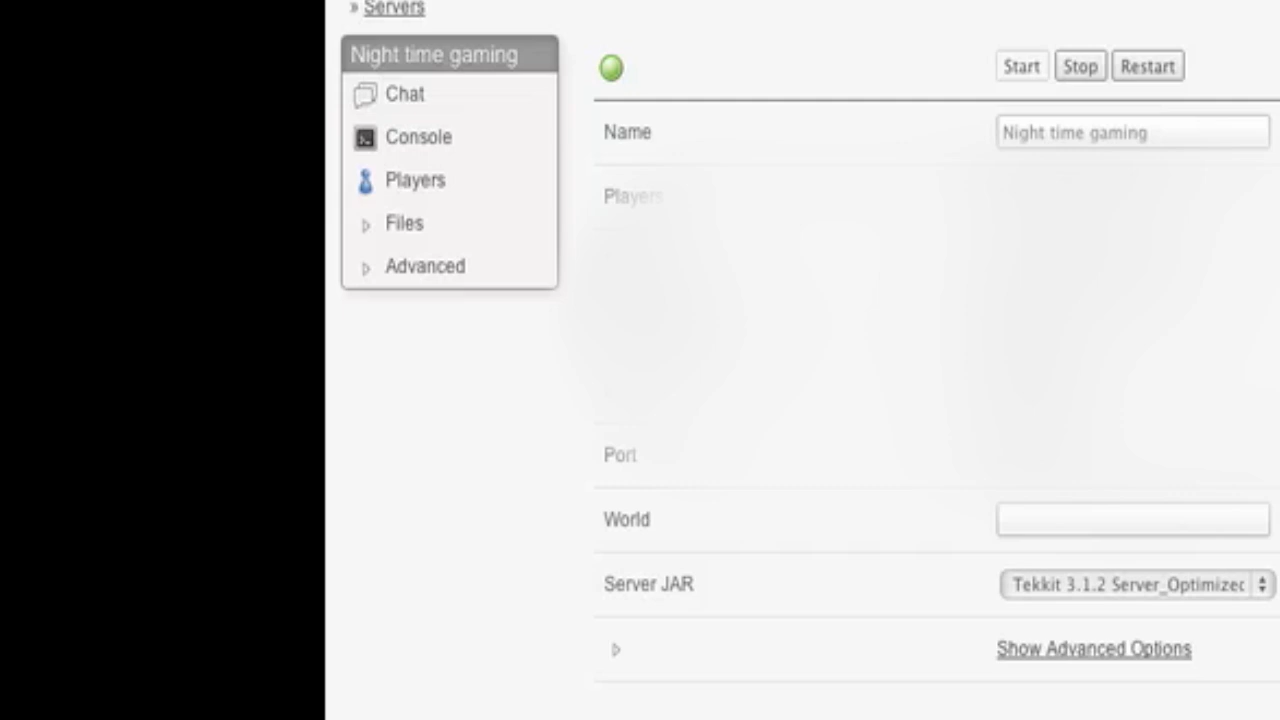 » Servers
Night time gaming
Chat
Console
Players
Files
Advanced
Start Stop Restart
Name Night time gaming
Players
Port
World
Server JAR Tekkit 3.1.2 Server_Optimized
Show Advanced Options